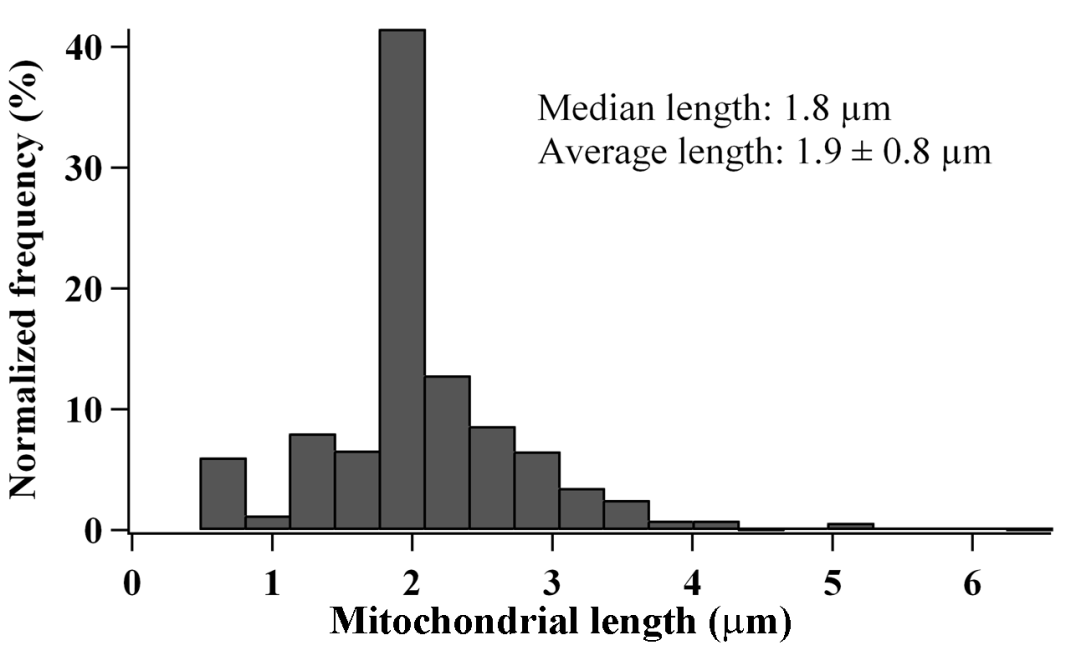 Normalized frequency (%)
40
30
20
10
0
Median length: 1.8 µm
Average length: 1.9 ± 0.8 µm
0 1 2 3 4 5 6
Mitochondrial length (µm)